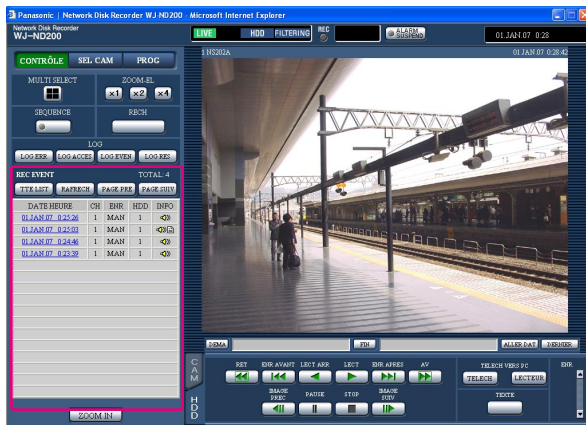 Panasonic | Network Disk Recorder WJ-ND200 - Microsoft Internet Explorer
Network Disk Recorder
WJ-ND200
LIVE HDD FILTERING REC ALARM SUSPEND 01.JAN.07 0:28
CONTRÔLE SEL CAM PROG
MULTI SELECT ZOOM-EL
x1 x2 x4
SEQUENCE RECH
LOG
LOG ERR LOG ACCES LOG EVEN LOG RES
REC EVENT TOTAL: 4
TTE LIST RAFRECH PAGE PRE PAGE SUIV
DATE HEURE CH ENR HDD INFO
01.JAN.07 0:25:26 1 MAN 1
01.JAN.07 0:25:03 1 MAN 1
01.JAN.07 0:24:46 1 MAN 1
01.JAN.07 0:23:39 1 MAN 1
ZOOM IN
1 NS202A 01.JAN.07 0:28:42
DEMA FIN ALLER DAT DERNIER
CAM
HDD
RET ENR AVANT LECT ARR LECT ENR APRES AV
IMAGE PREC PAUSE STOP IMAGE SUIV
TELECH VERS PC
TELECH LECTEUR
TEXTE
ENR